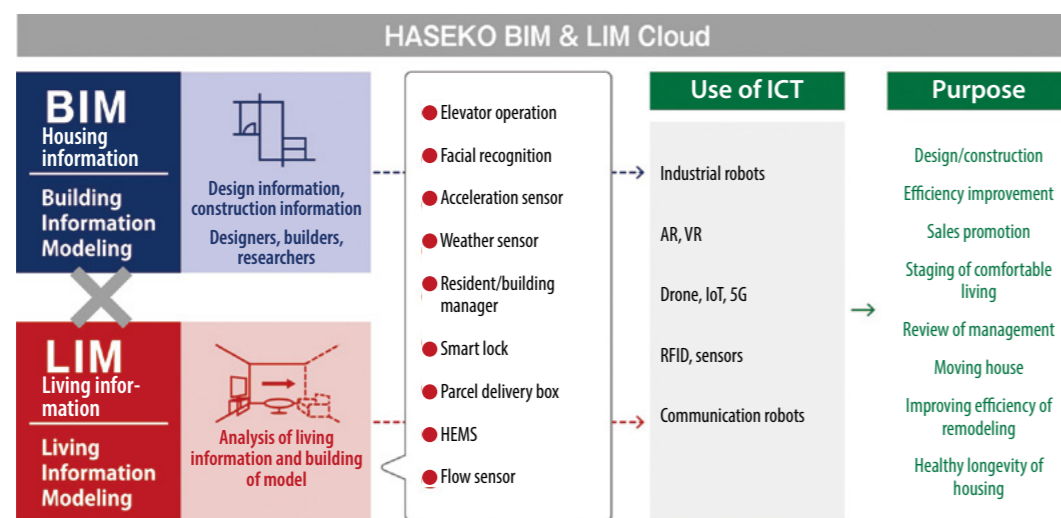 HASEKO BIM & LIM Cloud
BIM
Housing
information
Building
Information
Modeling
Design information,
construction information
Designers, builders,
researchers
LIM
Living infor-
mation
Living
Information
Modeling
Analysis of living
information and building
of model
Elevator operation
Facial recognition
Acceleration sensor
Weather sensor
Resident/building
manager
Smart lock
Parcel delivery box
HEMS
Flow sensor
Use of ICT
Industrial robots
AR, VR
Drone, IoT, 5G
RFID, sensors
Communication robots
Purpose
Design/construction
Efficiency improvement
Sales promotion
Staging of comfortable
living
Review of management
Moving house
Improving efficiency of
remodeling
Healthy longevity of
housing